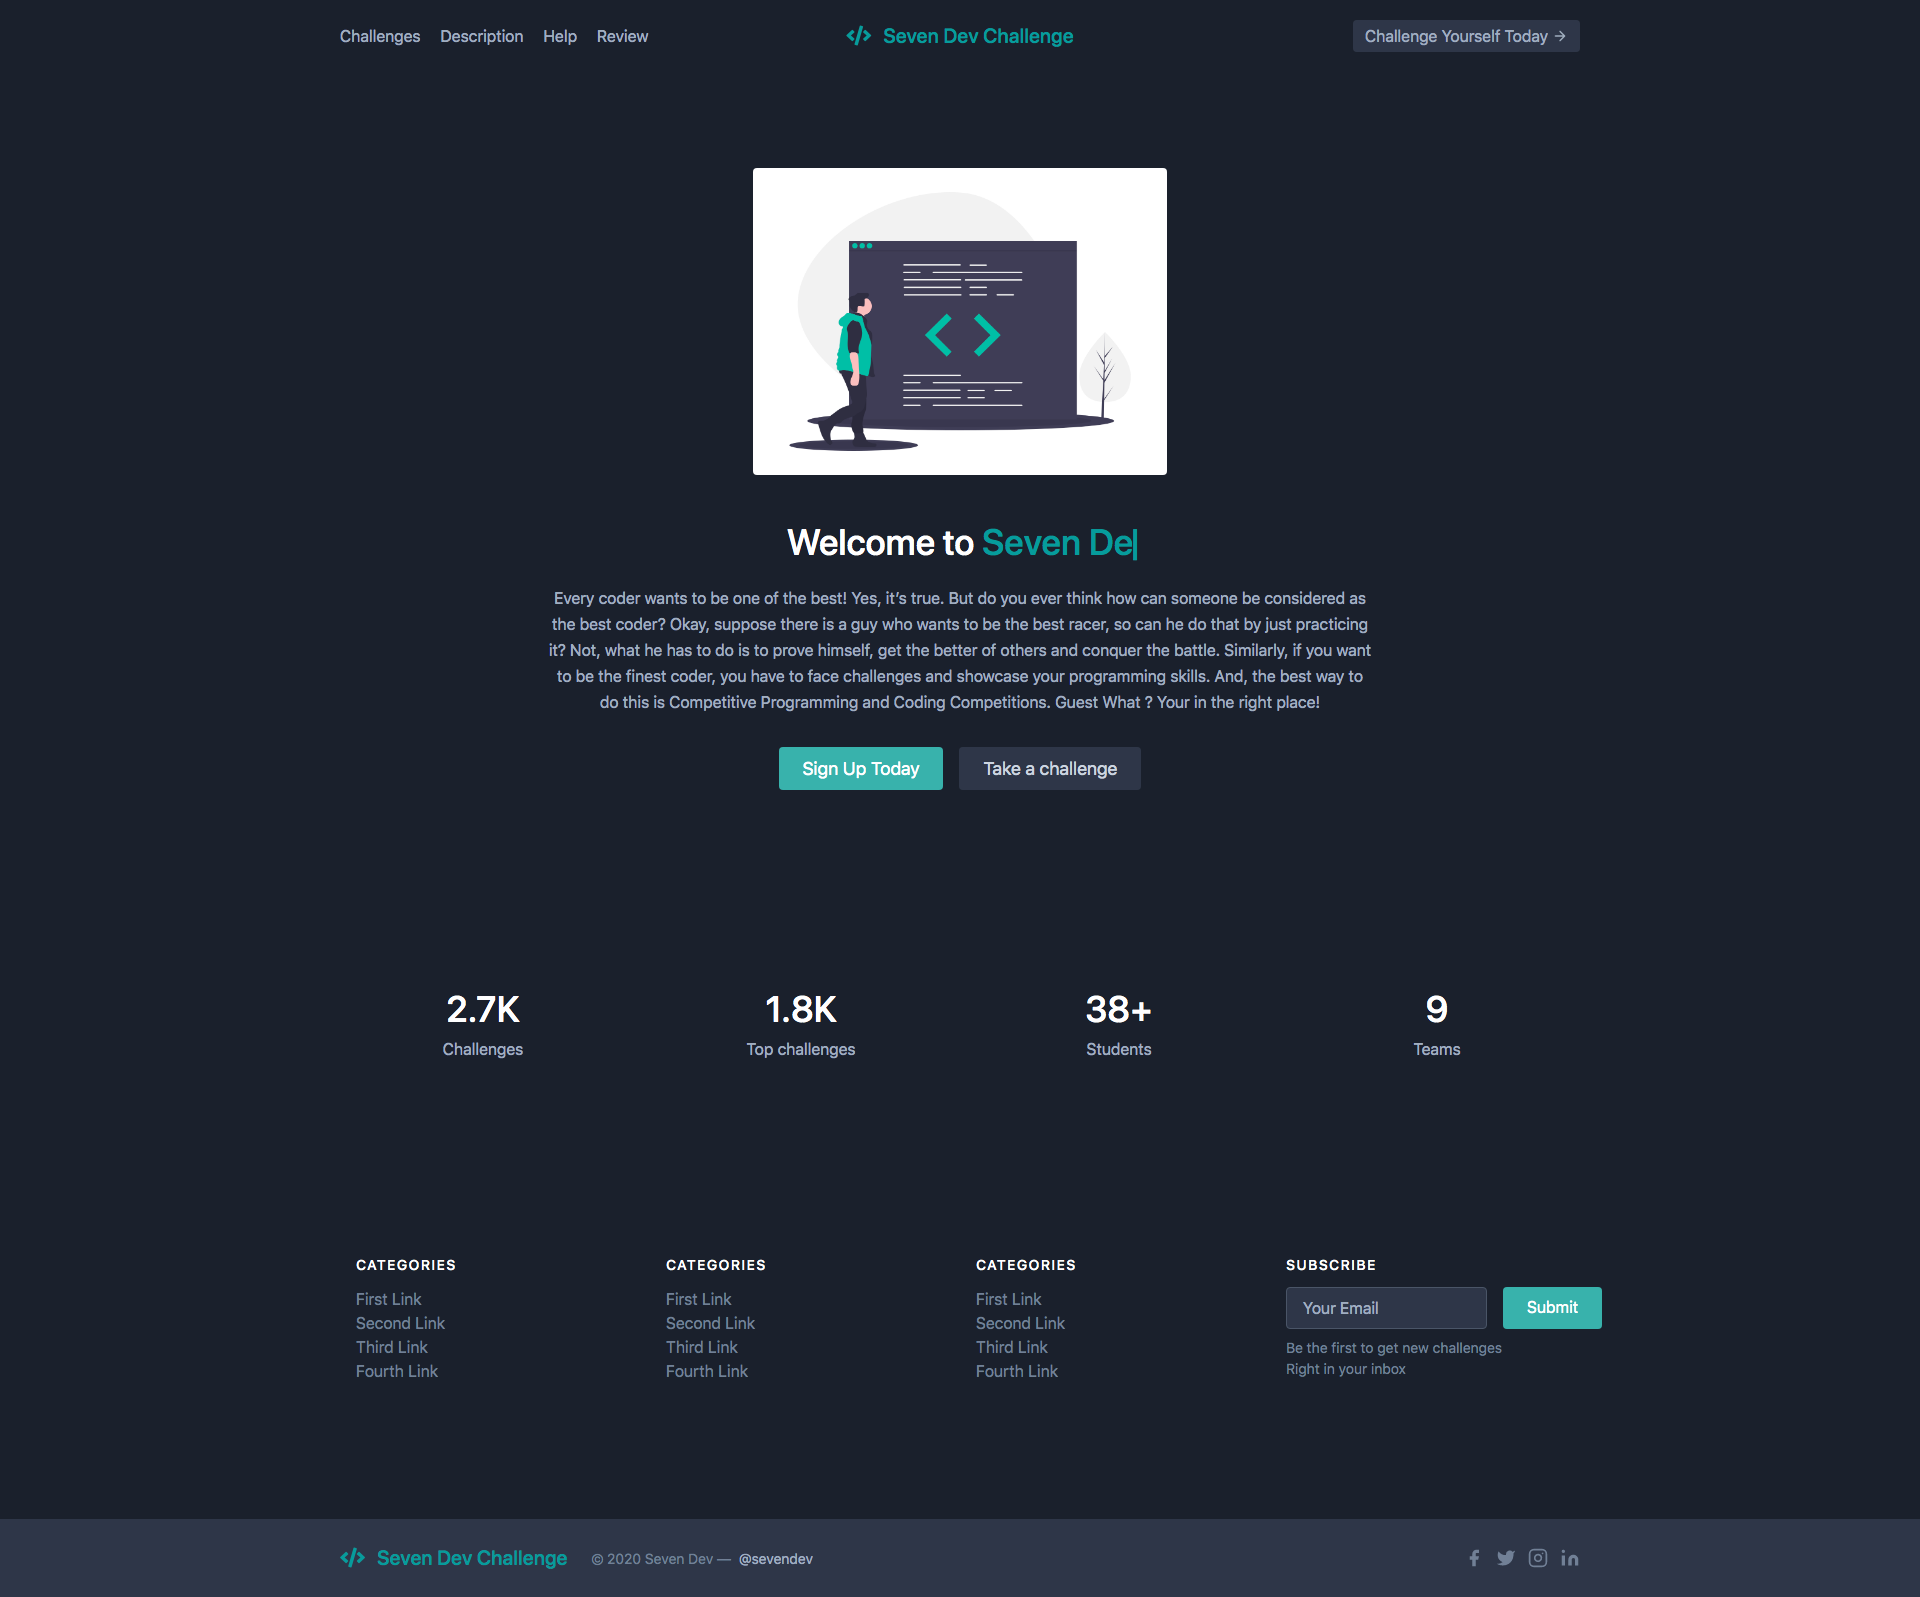 Challenges Description Help Review
</> Seven Dev Challenge
Challenge Yourself Today →
Welcome to Seven De|
Every coder wants to be one of the best! Yes, it's true. But do you ever think how can someone be considered as
the best coder? Okay, suppose there is a guy who wants to be the best racer, so can he do that by just practicing
it? Not, what he has to do is to prove himself, get the better of others and conquer the battle. Similarly, if you want
to be the finest coder, you have to face challenges and showcase your programming skills. And, the best way to
do this is Competitive Programming and Coding Competitions. Guest What ? Your in the right place!
Sign Up Today
Take a challenge
2.7K
Challenges
1.8K
Top challenges
38+
Students
9
Teams
CATEGORIES
First Link
Second Link
Third Link
Fourth Link
CATEGORIES
First Link
Second Link
Third Link
Fourth Link
CATEGORIES
First Link
Second Link
Third Link
Fourth Link
SUBSCRIBE
Your Email
Submit
Be the first to get new challenges
Right in your inbox
</> Seven Dev Challenge
© 2020 Seven Dev — @sevendev